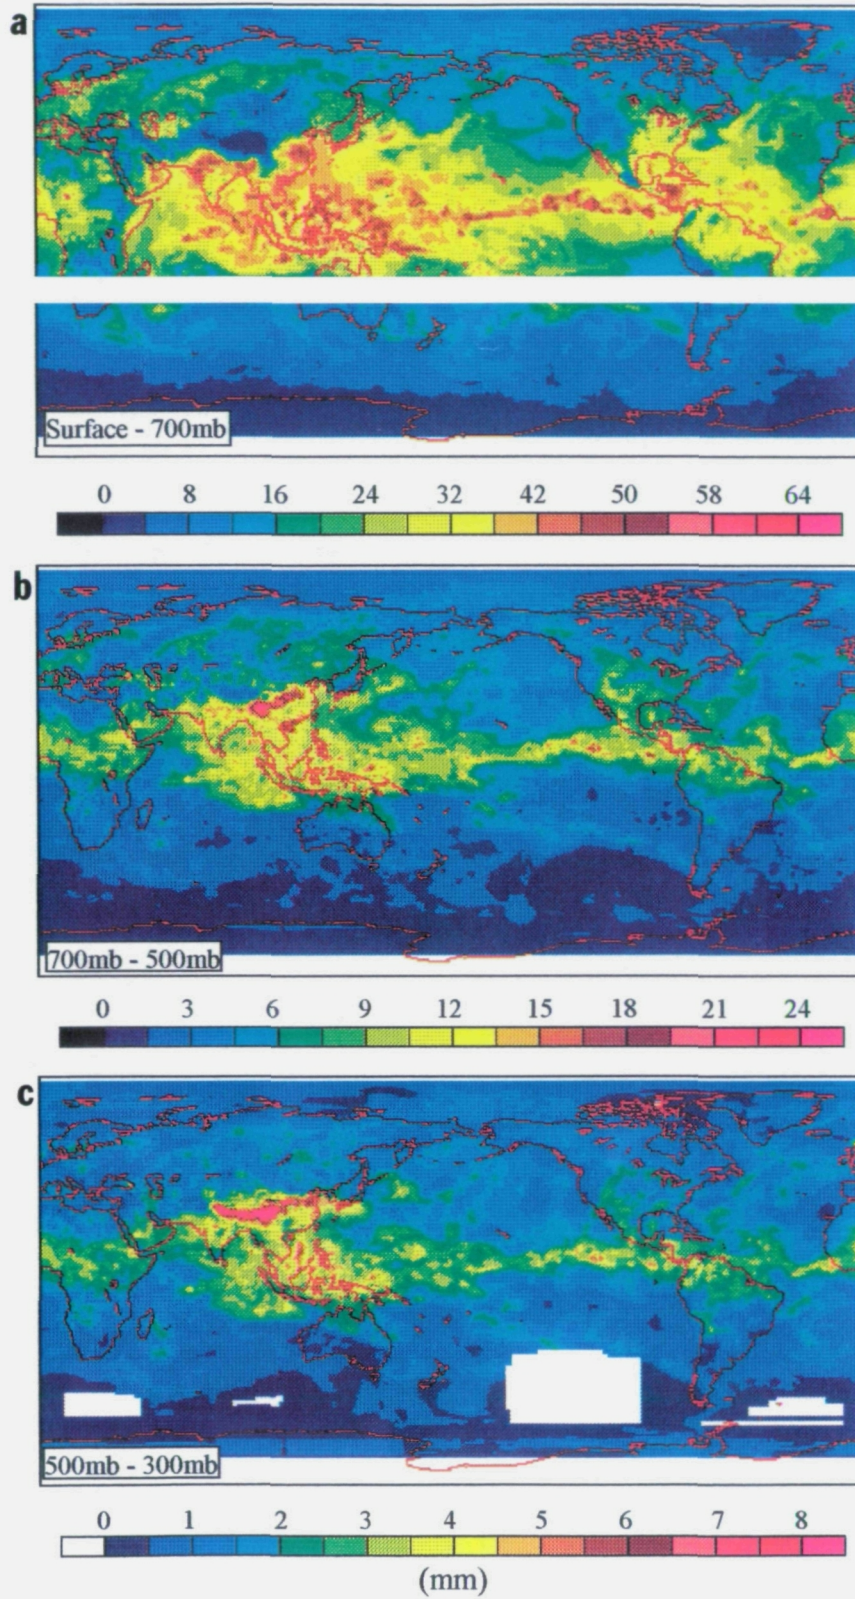 a
Surface - 700mb
0 8 16 24 32 42 50 58 64
b
700mb - 500mb
0 3 6 9 12 15 18 21 24
c
500mb - 300mb
0 1 2 3 4 5 6 7 8
(mm)